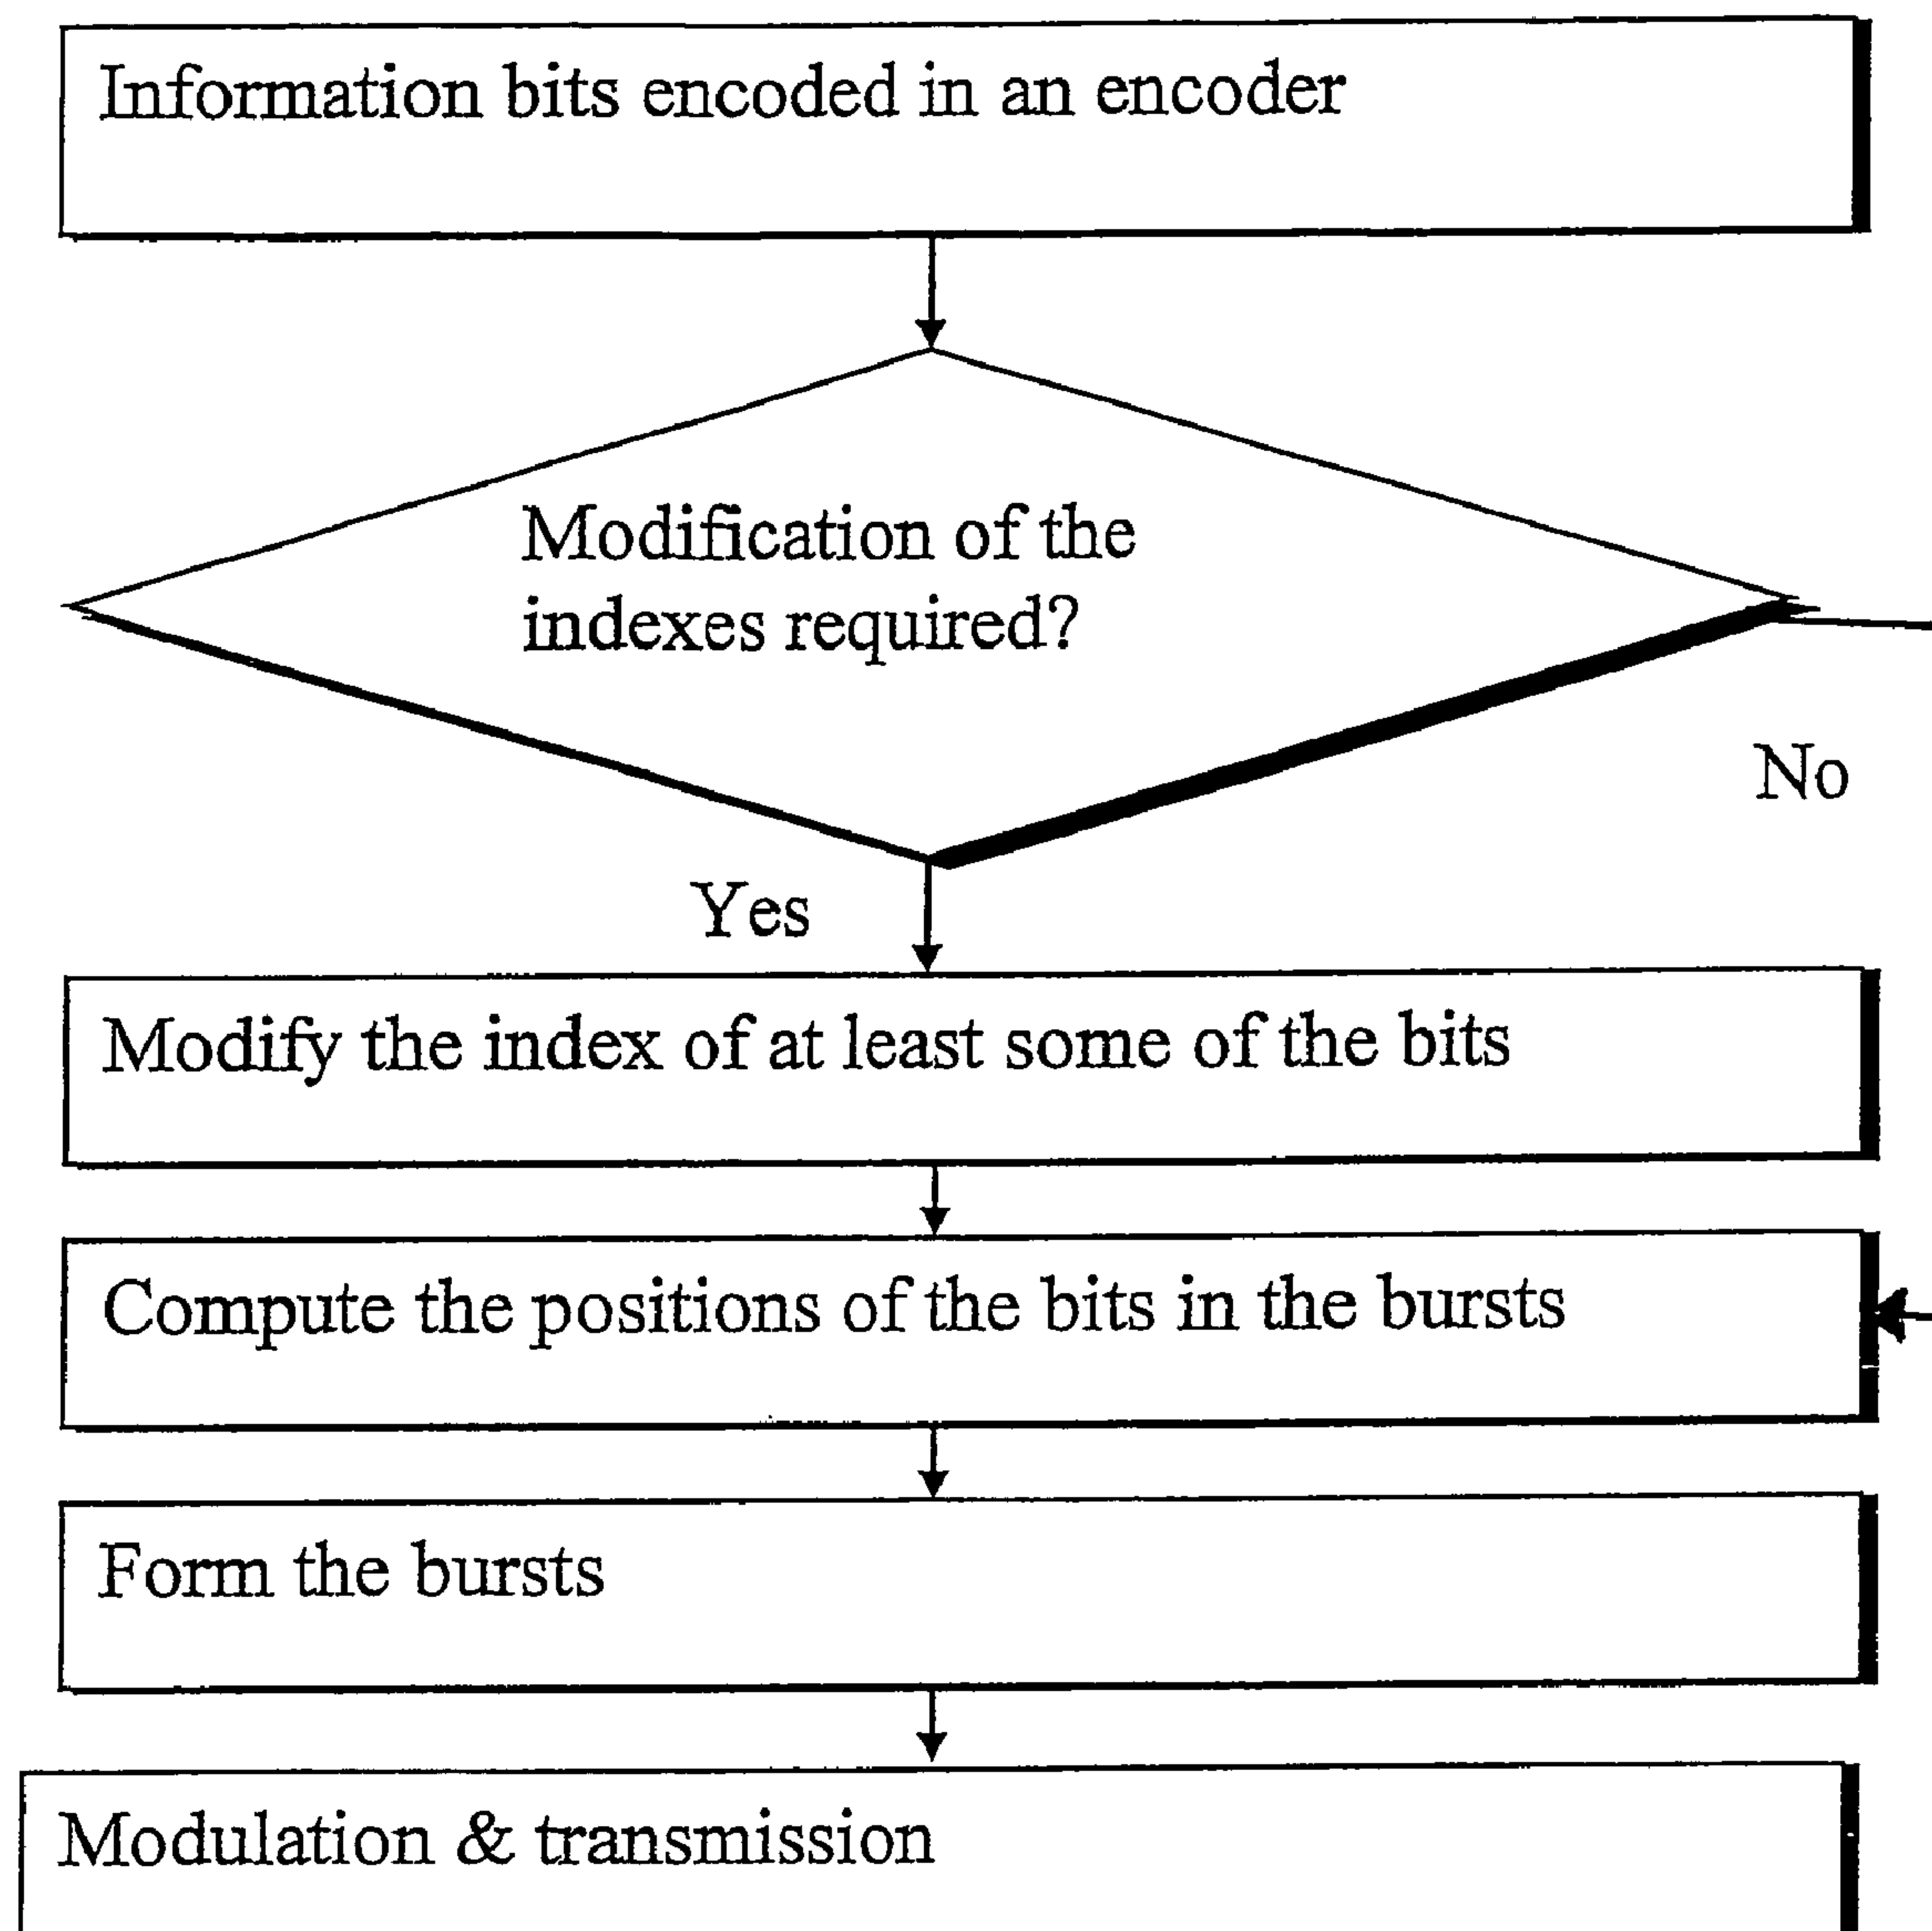 Information bits encoded in an encoder
Modification of the
indexes required?
No
Yes
Modify the index of at least some of the bits
Compute the positions of the bits in the bursts
Form the bursts
Modulation & transmission